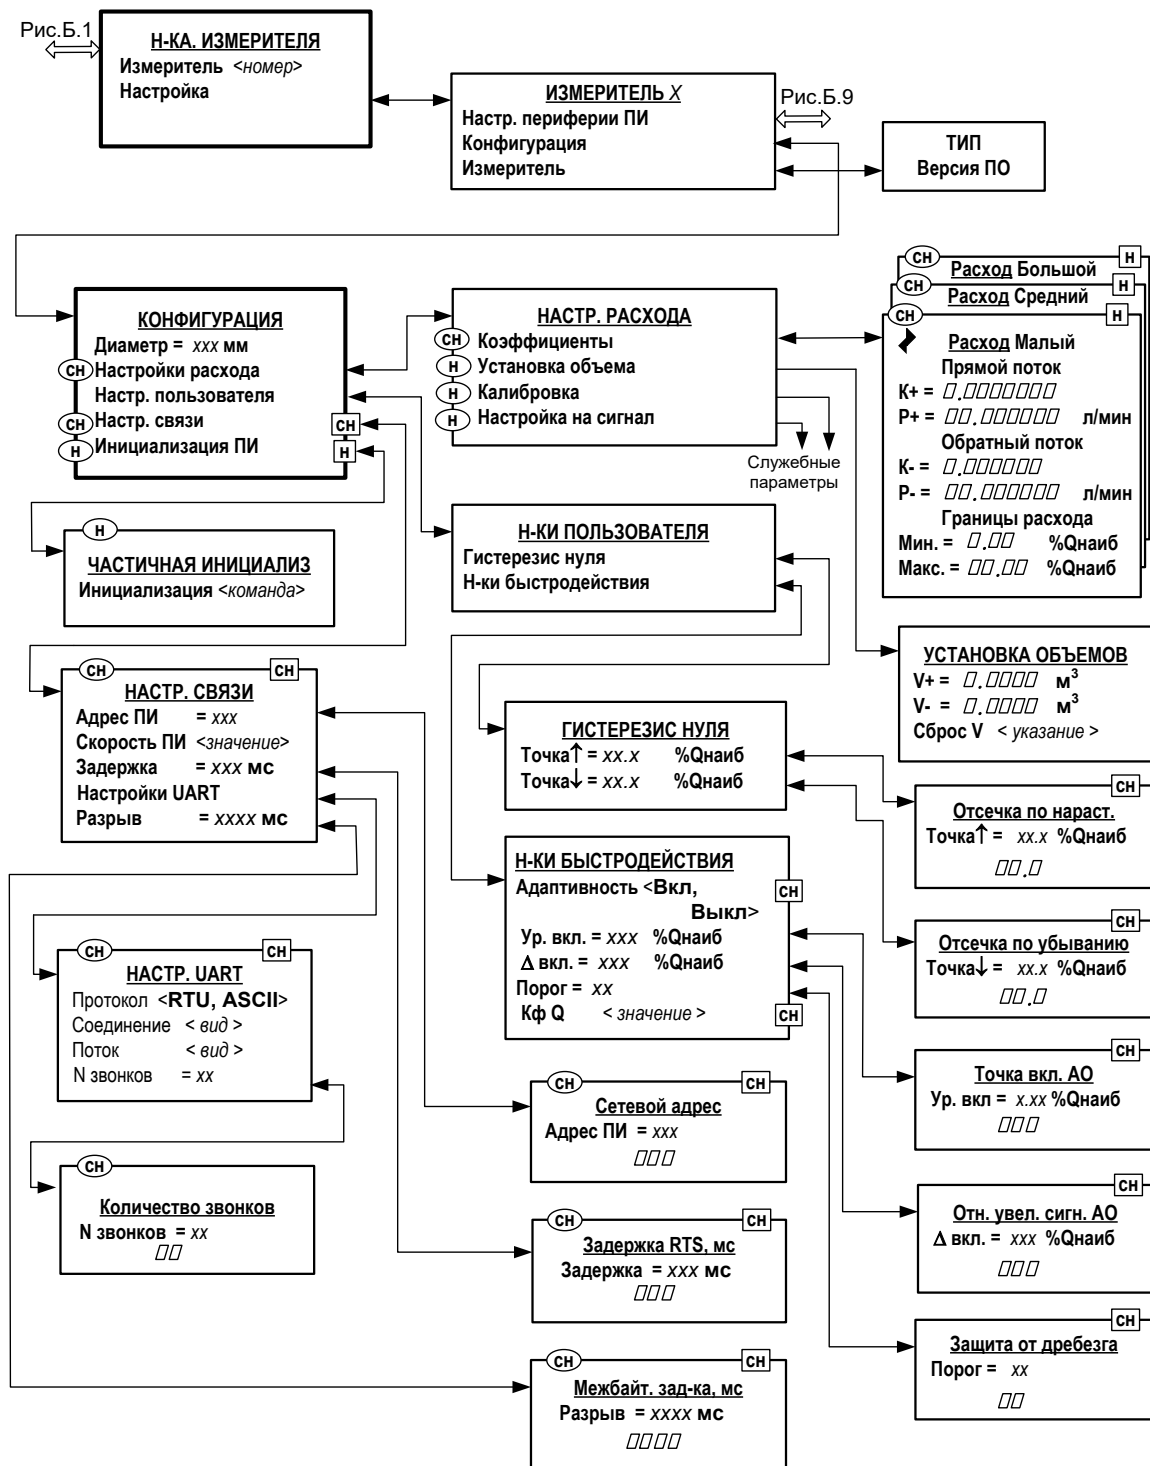 Рис.Б.1
Н-КА. ИЗМЕРИТЕЛЯ
Измеритель <номер>
Настройка
ИЗМЕРИТЕЛЬ X
Настр. периферии ПИ
Конфигурация
Измеритель
Рис.Б.9
ТИП
Версия ПО
КОНФИГУРАЦИЯ
Диаметр = xxx мм
СН Настройки расхода
Настр. пользователя
СН Настр. связи СН
Н Инициализация ПИ Н
НАСТР. РАСХОДА
СН Коэффициенты
Н Установка объема
Н Калибровка
Н Настройка на сигнал
Служебные
параметры
СН Н
Расход Большой
СН Н
Расход Средний
СН Н
Расход Малый
Прямой поток
К+ = 0.0000000
Р+ = 00.000000 л/мин
Обратный поток
К- = 0.000000
Р- = 00.000000 л/мин
Границы расхода
Мин. = 0.00 %Qнаиб
Макс. = 00.00 %Qнаиб
Н
ЧАСТИЧНАЯ ИНИЦИАЛИЗ
Инициализация <команда>
Н-КИ ПОЛЬЗОВАТЕЛЯ
Гистерезис нуля
Н-ки быстродействия
УСТАНОВКА ОБЪЕМОВ
V+ = 0.0000 м³
V- = 0.0000 м³
Сброс V < указание >
СН СН
НАСТР. СВЯЗИ
Адрес ПИ = xxx
Скорость ПИ <значение>
Задержка = xxx мс
Настройки UART
Разрыв = xxxx мс
ГИСТЕРЕЗИС НУЛЯ
Точка↑ = xx.x %Qнаиб
Точка↓ = xx.x %Qнаиб
СН
Отсечка по нараст.
Точка↑ = xx.x %Qнаиб
00.0
Н-КИ БЫСТРОДЕЙСТВИЯ
Адаптивность <Вкл, СН
Выкл>
Ур. вкл. = xxx %Qнаиб
Δ вкл. = xxx %Qнаиб
Порог = xx
Кф Q < значение > СН
СН
Отсечка по убыванию
Точка↓ = xx.x %Qнаиб
00.0
СН СН
НАСТР. UART
Протокол <RTU, ASCII>
Соединение < вид >
Поток < вид >
N звонков = xx
СН
Точка вкл. АО
Ур. вкл = x.xx %Qнаиб
000
СН СН
Сетевой адрес
Адрес ПИ = xxx
000
СН
Количество звонков
N звонков = xx
00
СН
Отн. увел. сигн. АО
Δ вкл. = xxx %Qнаиб
000
СН СН
Задержка RTS, мс
Задержка = xxx мс
000
СН
Защита от дребезга
Порог = xx
00
СН СН
Межбайт. зад-ка, мс
Разрыв = xxxx мс
0000